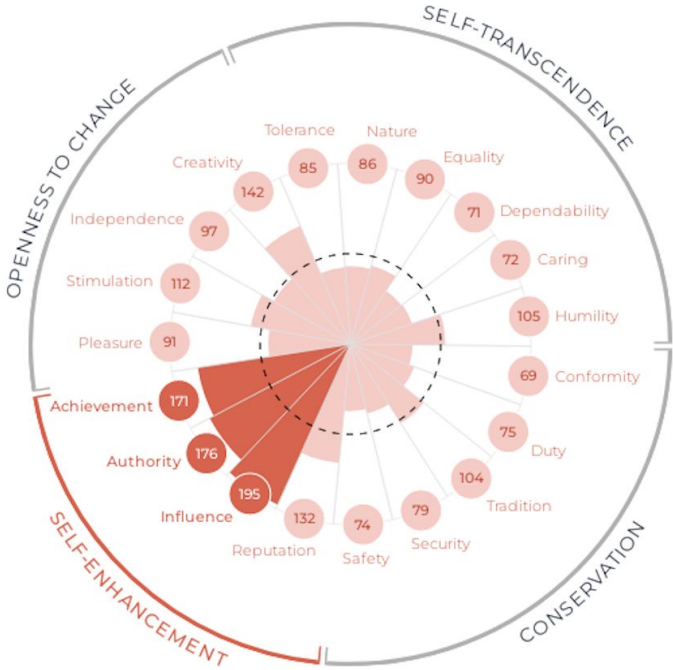 SELF-TRANSCENDENCE
OPENNESS TO CHANGE
Tolerance
85
Nature
86
Equality
90
Creativity
142
Dependability
71
Independence
97
Caring
72
Stimulation
112
Humility
105
Pleasure
91
Conformity
69
Achievement
171
Duty
75
Authority
176
Tradition
104
Influence
195
Security
79
Reputation
132
Safety
74
SELF-ENHANCEMENT
CONSERVATION